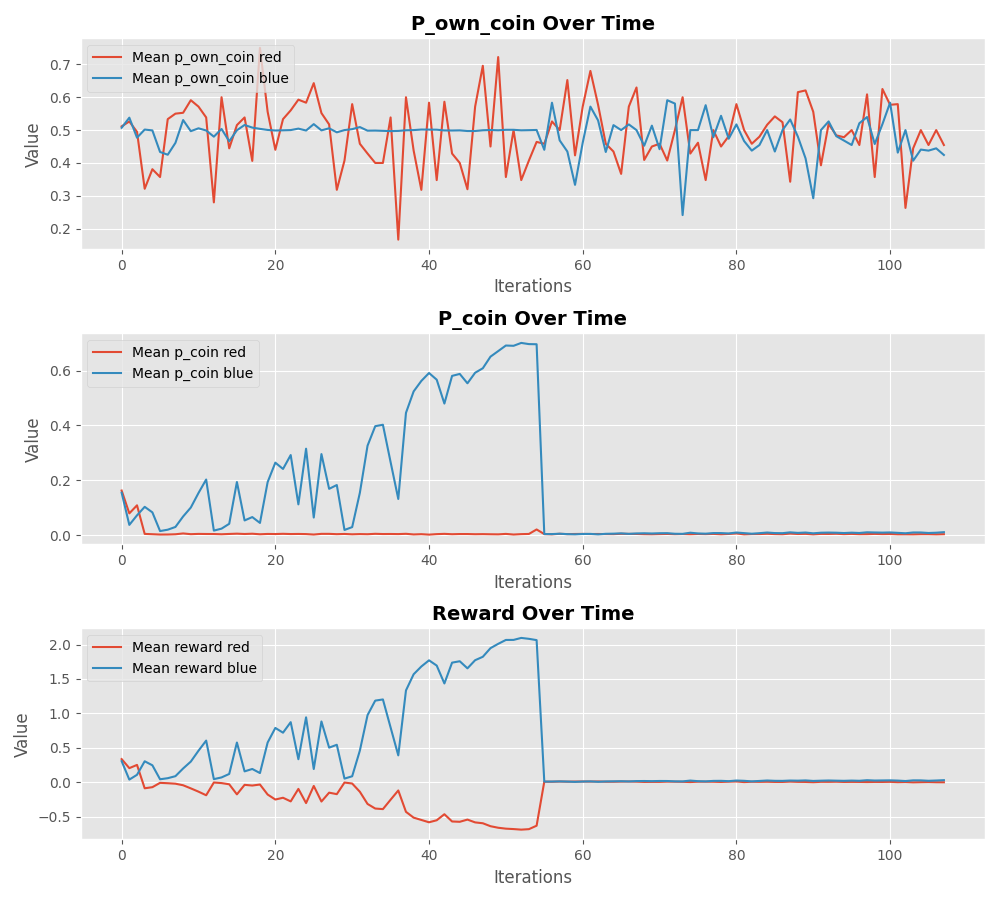 P_own_coin Over Time
Mean p_own_coin red
Mean p_own_coin blue
Value
0.7
0.6
0.5
0.4
0.3
0.2
0 20 40 60 80 100
Iterations
P_coin Over Time
Mean p_coin red
Mean p_coin blue
Value
0.6
0.4
0.2
0.0
0 20 40 60 80 100
Iterations
Reward Over Time
Mean reward red
Mean reward blue
Value
2.0
1.5
1.0
0.5
0.0
−0.5
0 20 40 60 80 100
Iterations